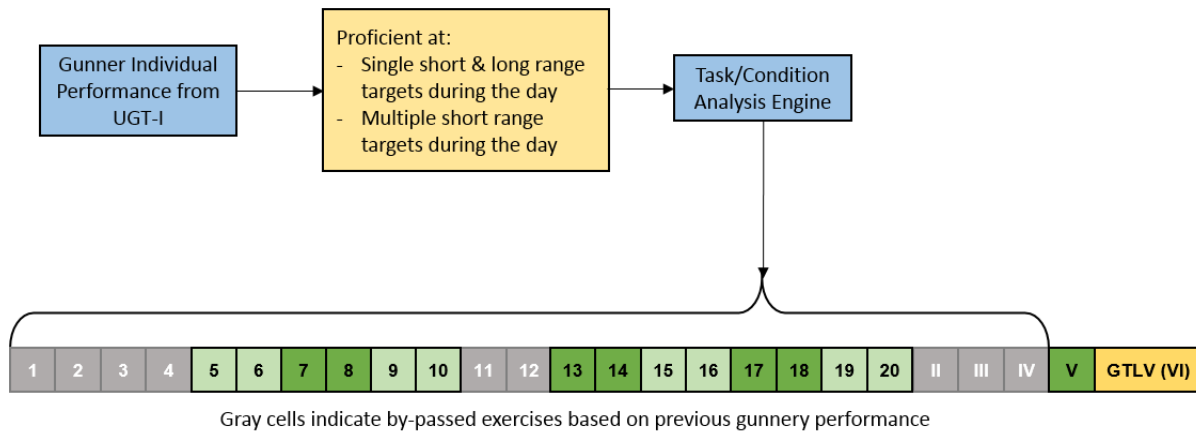 Gunner Individual
Performance from
UGT-I
Proficient at:
- Single short & long range
targets during the day
- Multiple short range
targets during the day
Task/Condition
Analysis Engine
1 2 3 4 5 6 7 8 9 10 11 12 13 14 15 16 17 18 19 20 II III IV V GTLV (VI)
Gray cells indicate by-passed exercises based on previous gunnery performance